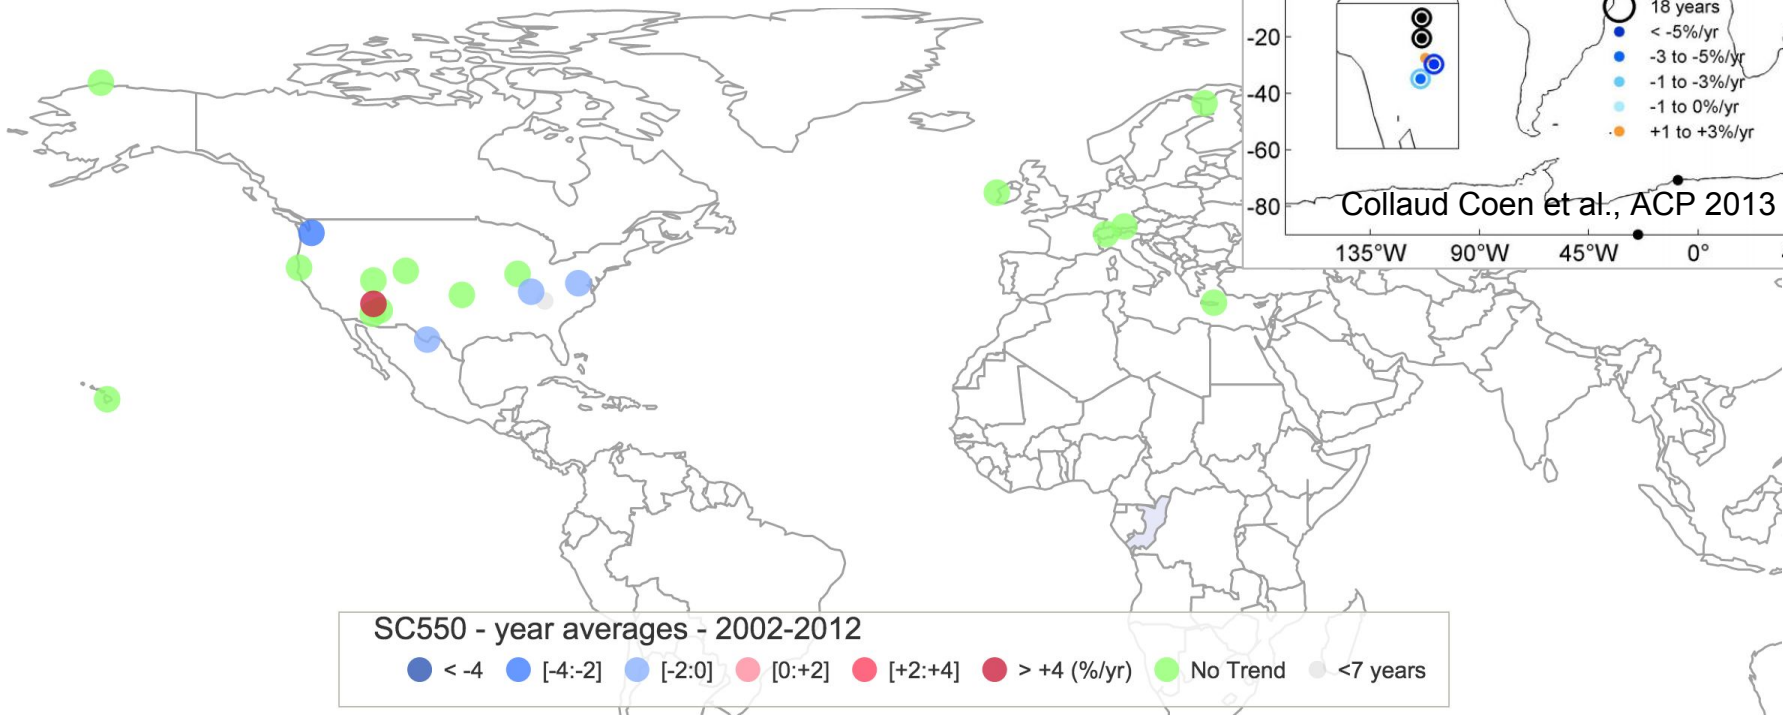 18 years
-20
< -5%/yr
-3 to -5%/yr
-40
-1 to -3%/yr
-1 to 0%/yr
+1 to +3%/yr
-60
-80
Collaud Coen et al., ACP 2013
135°W 90°W 45°W 0°
SC550 - year averages - 2002-2012
< -4 [-4:-2] [-2:0] [0:+2] [+2:+4] > +4 (%/yr) No Trend <7 years